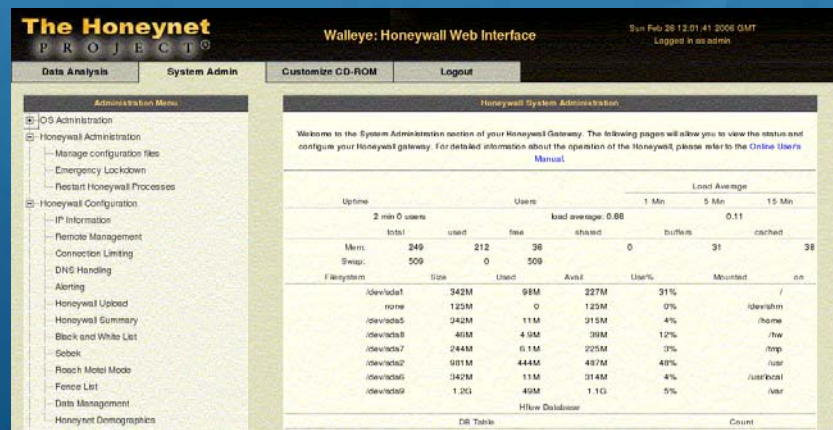 The Honeynet
PROJECT®
Walleye: Honeywall Web Interface
Sun Feb 26 12:01:41 2006 GMT
Logged in as admin
Data Analysis System Admin Customize CD-ROM Logout
Administration Menu
OS Administration
Honeywall Administration
Manage configuration files
Emergency Lockdown
Restart Honeywall Processes
Honeywall Configuration
IP Information
Remote Management
Connection Limiting
DNS Handling
Alerting
Honeywall Upload
Honeywall Summary
Black and White List
Sebek
Roach Motel Mode
Fence List
Data Management
Honeynet Demographics
Honeywall System Administration
Welcome to the System Administration section of your Honeywall Gateway. The following pages will allow you to view the status and
configure your Honeywall gateway. For detailed information about the operation of the Honeywall, please refer to the Online User's
Manual.
Load Average
Uptime Users 1 Min 5 Min 15 Min
2 min 0 users load average: 0.68 0.11
total used free shared buffers cached
Mem: 249 212 36 0 31 38
Swap: 509 0 509
Filesystem Size Used Avail Use% Mounted on
/dev/sda1 342M 98M 227M 31% /
none 125M 0 125M 0% /dev/shm
/dev/sda5 342M 11M 315M 4% /home
/dev/sda8 46M 4.9M 39M 12% /hw
/dev/sda7 244M 6.1M 225M 3% /tmp
/dev/sda2 981M 444M 487M 48% /usr
/dev/sda6 342M 11M 314M 4% /usr/local
/dev/sda9 1.2G 49M 1.1G 5% /var
Hflow Database
DB Table Count